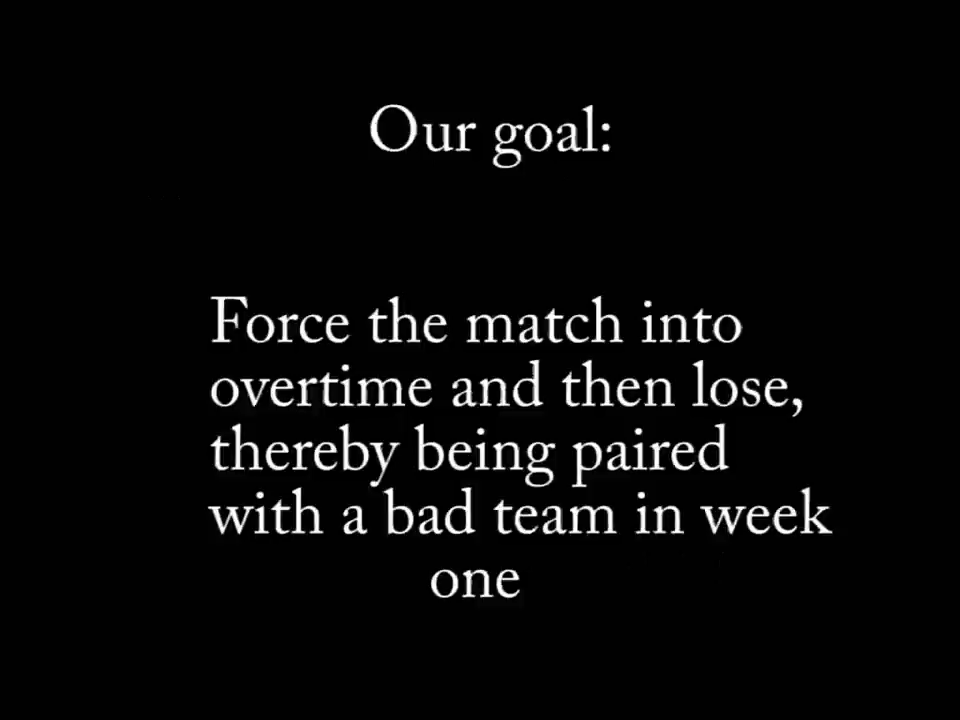 Our goal:
Force the match into
overtime and then lose,
thereby being paired
with a bad team in week
one